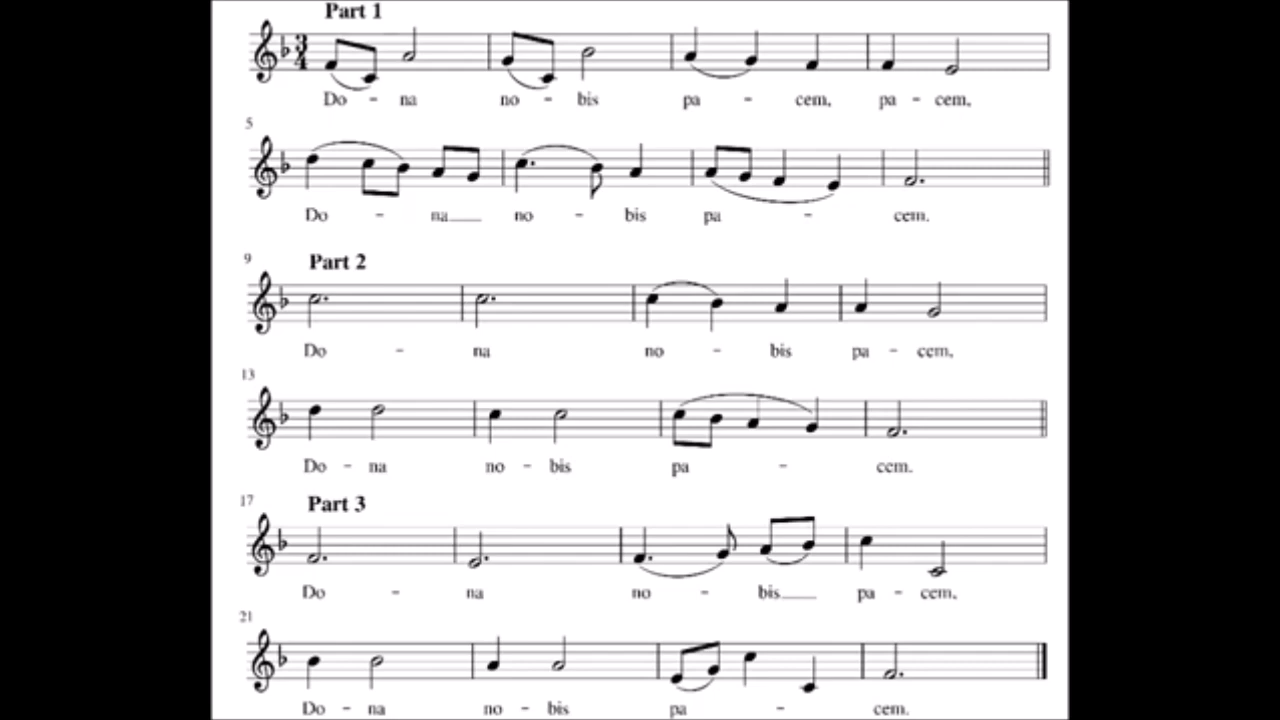 Part 1
3
4
Do - na no - bis pa - cem, pa - cem,
5
Do - na no - bis pa - cem.
9
Part 2
Do - na no - bis pa - cem,
13
Do - na no - bis pa - cem.
17
Part 3
Do - na no - bis pa - cem,
21
Do - na no - bis pa - cem.